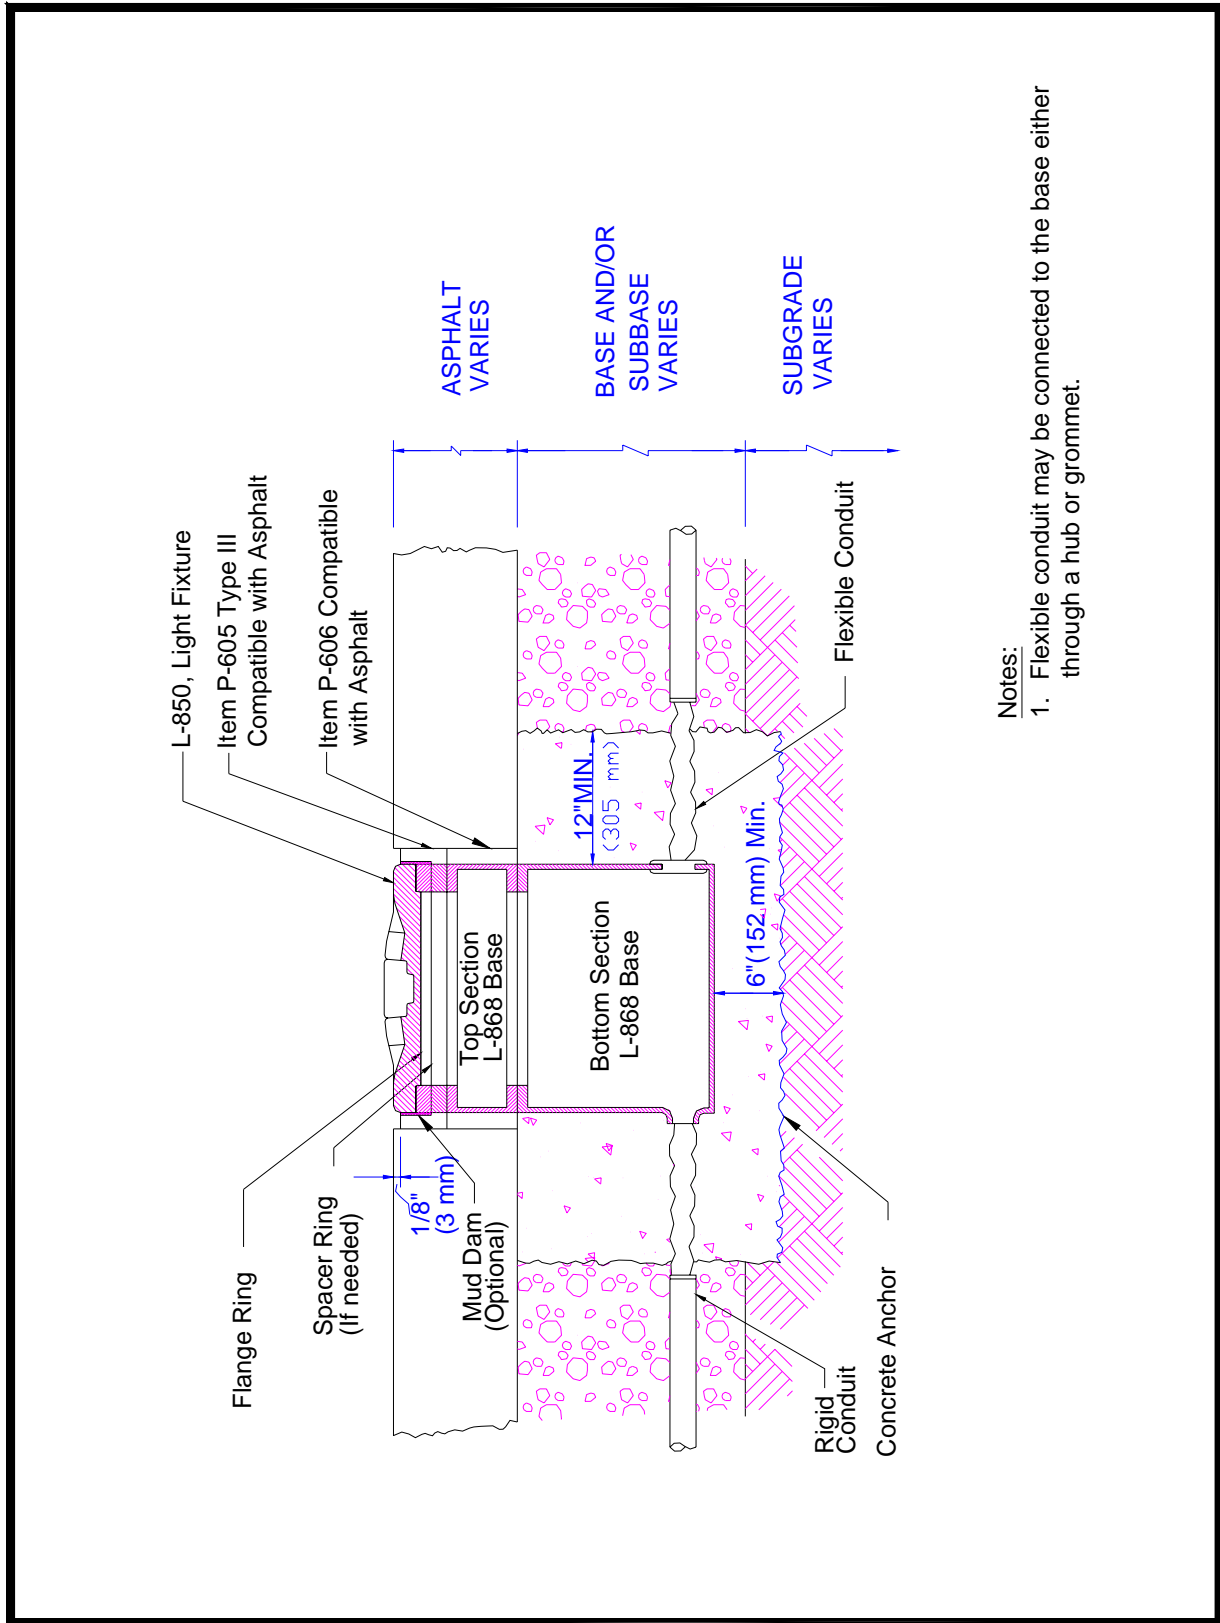 L-850, Light Fixture
Item P-605 Type III
Compatible with Asphalt
Item P-606 Compatible
with Asphalt
Flange Ring
Spacer Ring
(If needed)
1/8"
(3 mm)
Mud Dam
(Optional)
Top Section
L-868 Base
Bottom Section
L-868 Base
12"MIN.
(305 mm)
6"(152 mm) Min.
ASPHALT
VARIES
BASE AND/OR
SUBBASE
VARIES
SUBGRADE
VARIES
Flexible Conduit
Rigid
Conduit
Concrete Anchor
Notes:
1. Flexible conduit may be connected to the base either
through a hub or grommet.